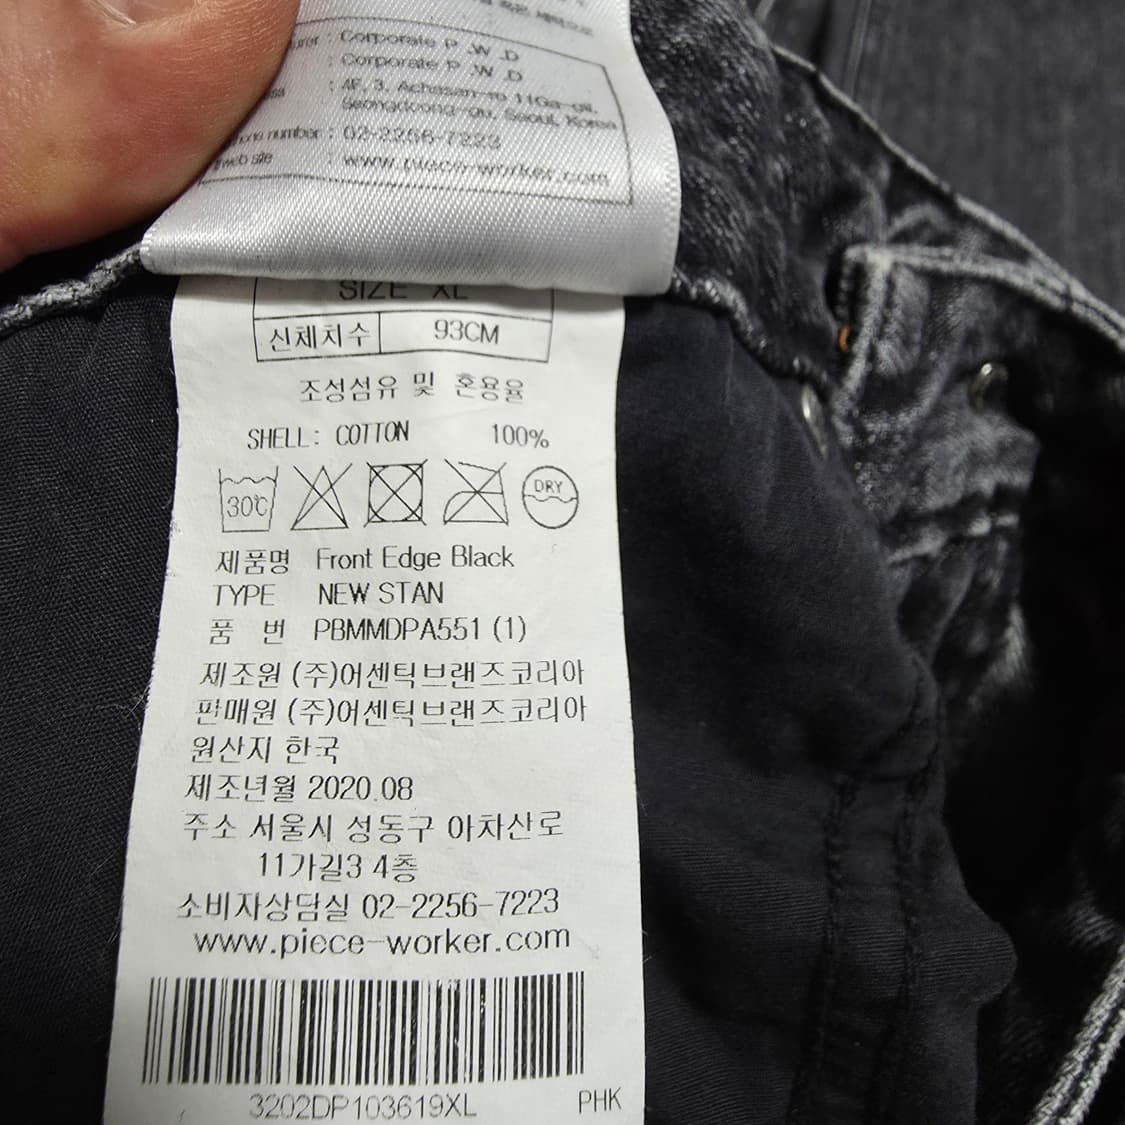 Corporate P .W .D
: Corporate P .W .D
: 4F, 3, Achasan-ro 11Ga-gil,
Seongdong-gu, Seoul, Korea
number : 02-2256-7223
web site : www.piece-worker.com
SIZE XL
신체치수 93CM
조성섬유 및 혼용율
SHELL: COTTON 100%
30℃ DRY
제품명 Front Edge Black
TYPE NEW STAN
품 번 PBMMDPA551 (1)
제조원 (주)어센틱브랜즈코리아
판매원 (주)어센틱브랜즈코리아
원산지 한국
제조년월 2020.08
주소 서울시 성동구 아차산로
11가길3 4층
소비자상담실 02-2256-7223
www.piece-worker.com
3202DP103619XL PHK